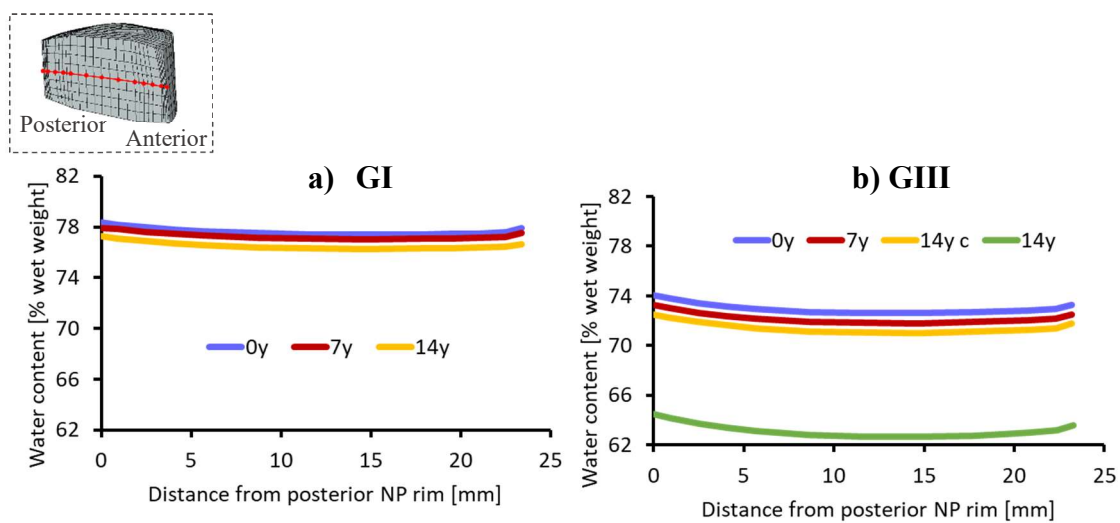 Posterior
Anterior
a) GI
Water content [% wet weight]
82
78
74
70
66
62
0y 7y 14y
0 5 10 15 20 25
Distance from posterior NP rim [mm]
b) GIII
Water content [% wet weight]
82
78
74
70
66
62
0y 7y 14y c 14y
0 5 10 15 20 25
Distance from posterior NP rim [mm]